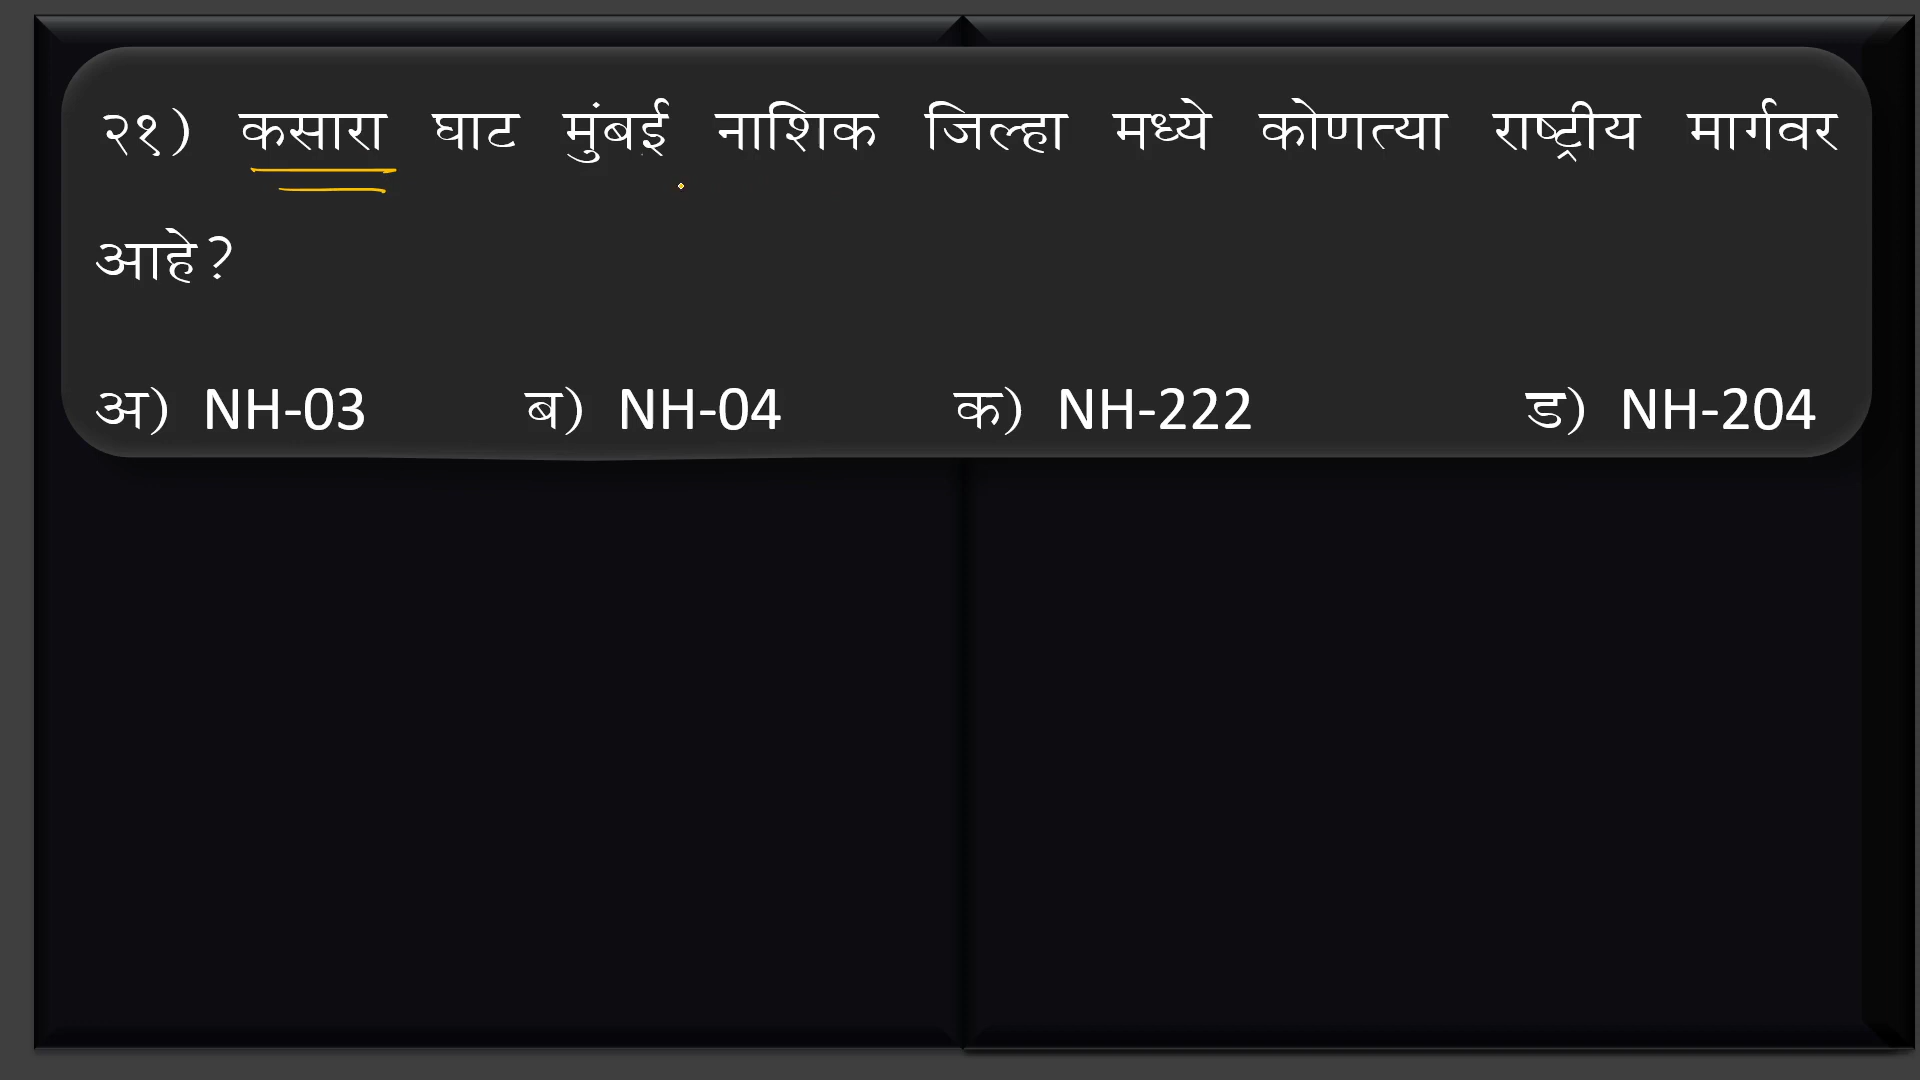 २१) कसारा घाट मुंबई नाशिक जिल्हा मध्ये कोणत्या राष्ट्रीय मार्गवर
आहे?
अ) NH-03 ब) NH-04 क) NH-222 ड) NH-204